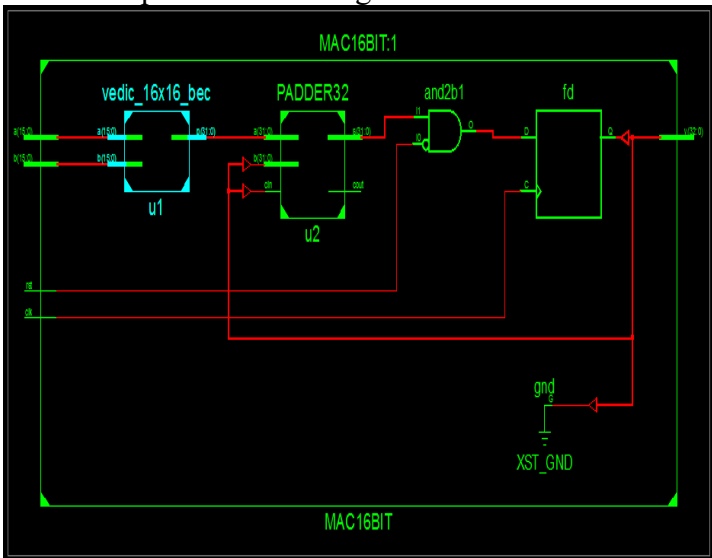 MAC16BIT:1
vedic_16x16_bec
PADDER32
and2b1
fd
a(15:0)
a(15:0)
p(31:0)
a(31:0)
s(31:0)
I1
O
D
Q
y(32:0)
b(15:0)
b(15:0)
b(31:0)
I0
cin
cout
C
u1
u2
rst
clk
gnd
G
XST_GND
MAC16BIT